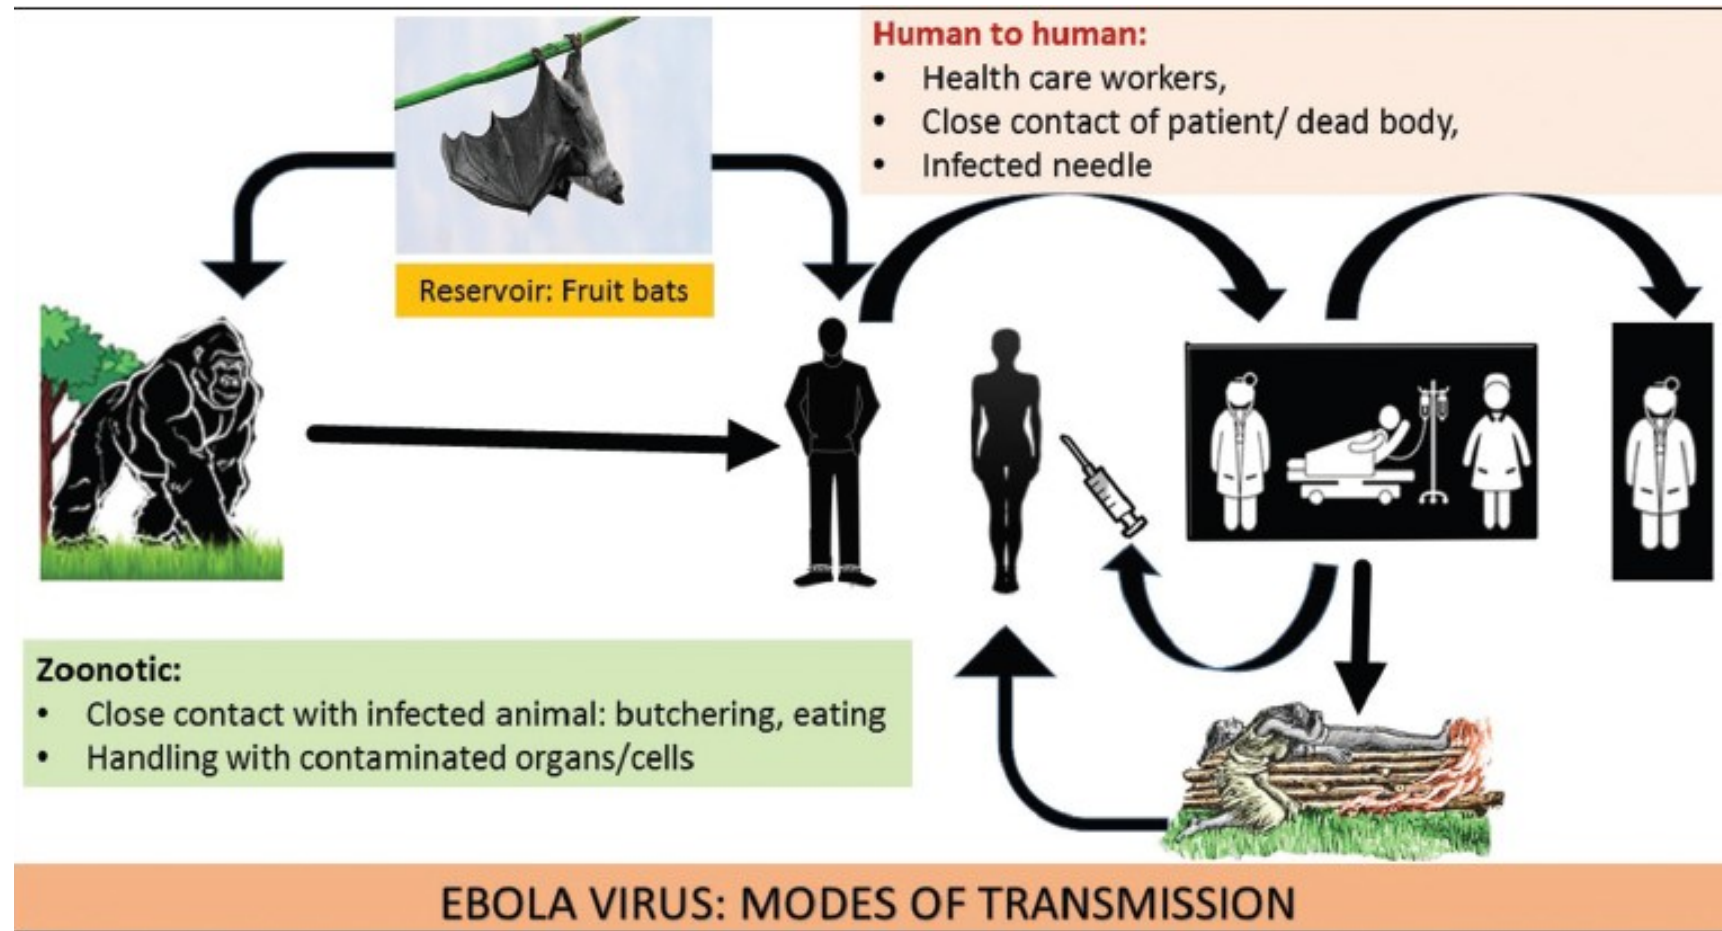 Human to human:
• Health care workers,
• Close contact of patient/ dead body,
• Infected needle
Reservoir: Fruit bats
Zoonotic:
• Close contact with infected animal: butchering, eating
• Handling with contaminated organs/cells
EBOLA VIRUS: MODES OF TRANSMISSION